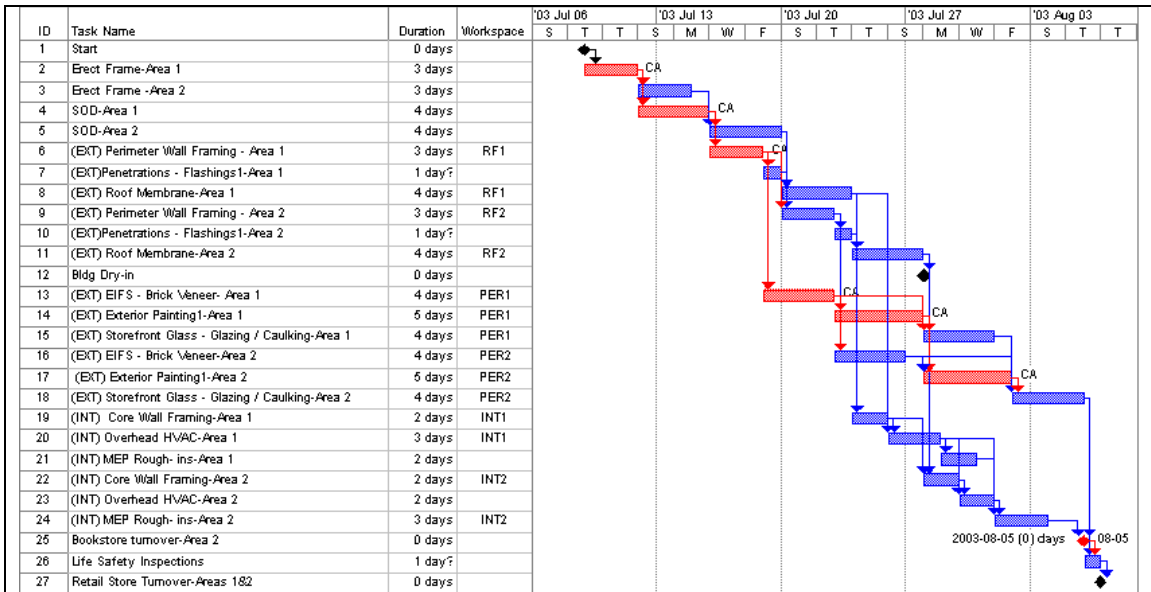 '03 Jul 06 '03 Jul 13 '03 Jul 20 '03 Jul 27 '03 Aug 03
ID Task Name Duration Workspace S T T S M W F S T T S M W F S T T
1 Start 0 days
2 Erect Frame-Area 1 3 days CA
3 Erect Frame -Area 2 3 days
4 SOD-Area 1 4 days CA
5 SOD-Area 2 4 days
6 (EXT) Perimeter Wall Framing - Area 1 3 days RF1 CA
7 (EXT)Penetrations - Flashings1-Area 1 1 day?
8 (EXT) Roof Membrane-Area 1 4 days RF1
9 (EXT) Perimeter Wall Framing - Area 2 3 days RF2
10 (EXT)Penetrations - Flashings1-Area 2 1 day?
11 (EXT) Roof Membrane-Area 2 4 days RF2
12 Bldg Dry-in 0 days
13 (EXT) EIFS - Brick Veneer- Area 1 4 days PER1 CA
14 (EXT) Exterior Painting1-Area 1 5 days PER1 CA
15 (EXT) Storefront Glass - Glazing / Caulking-Area 1 4 days PER1
16 (EXT) EIFS - Brick Veneer-Area 2 4 days PER2
17 (EXT) Exterior Painting1-Area 2 5 days PER2 CA
18 (EXT) Storefront Glass - Glazing / Caulking-Area 2 4 days PER2
19 (INT) Core Wall Framing-Area 1 2 days INT1
20 (INT) Overhead HVAC-Area 1 3 days INT1
21 (INT) MEP Rough- ins-Area 1 2 days
22 (INT) Core Wall Framing-Area 2 2 days INT2
23 (INT) Overhead HVAC-Area 2 2 days
24 (INT) MEP Rough- ins-Area 2 3 days INT2
25 Bookstore turnover-Area 2 0 days 2003-08-05 (0) days 08-05
26 Life Safety Inspections 1 day?
27 Retail Store Turnover-Areas 1&2 0 days